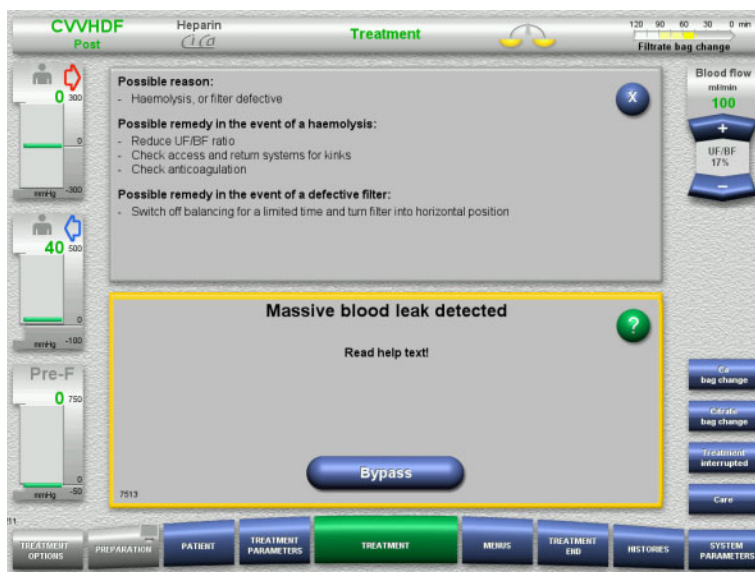 CVVHDF
Post
Heparin
Ci Ca
Treatment
120 90 60 30 0 min
Filtrate bag change
0
300
0
mmHg -300
40
500
0
-100
mmHg
Pre-F
0
750
0
mmHg -50
Possible reason:
- Haemolysis, or filter defective
Possible remedy in the event of a haemolysis:
- Reduce UF/BF ratio
- Check access and return systems for kinks
- Check anticoagulation
Possible remedy in the event of a defective filter:
- Switch off balancing for a limited time and turn filter into horizontal position
X
Massive blood leak detected
?
Read help text!
Bypass
7513
Blood flow
ml/min
100
+
UF/BF
17%
−
Ca
bag change
Citrate
bag change
Treatment
interrupted
Care
TREATMENT
OPTIONS
PREPARATION
PATIENT
TREATMENT
PARAMETERS
TREATMENT
MENUS
TREATMENT
END
HISTORIES
SYSTEM
PARAMETERS